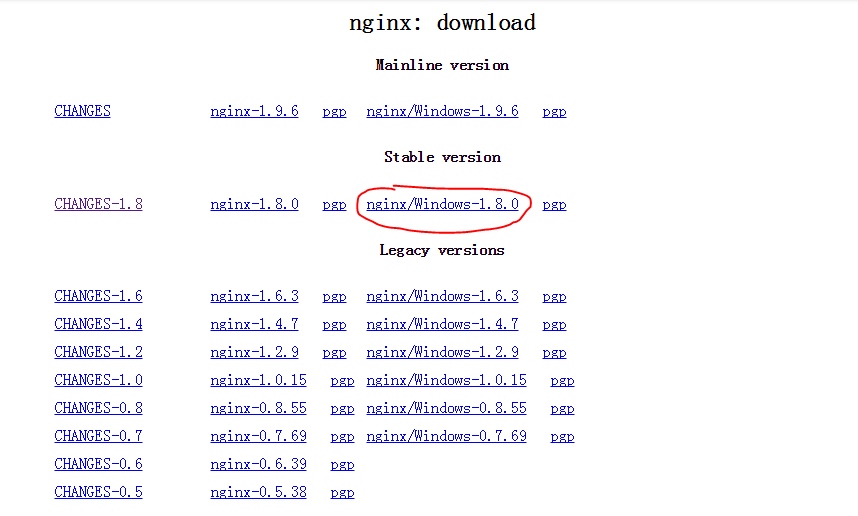 nginx: download
Mainline version
CHANGES nginx-1.9.6 pgp nginx/Windows-1.9.6 pgp
Stable version
CHANGES-1.8 nginx-1.8.0 pgp nginx/Windows-1.8.0 pgp
Legacy versions
CHANGES-1.6 nginx-1.6.3 pgp nginx/Windows-1.6.3 pgp
CHANGES-1.4 nginx-1.4.7 pgp nginx/Windows-1.4.7 pgp
CHANGES-1.2 nginx-1.2.9 pgp nginx/Windows-1.2.9 pgp
CHANGES-1.0 nginx-1.0.15 pgp nginx/Windows-1.0.15 pgp
CHANGES-0.8 nginx-0.8.55 pgp nginx/Windows-0.8.55 pgp
CHANGES-0.7 nginx-0.7.69 pgp nginx/Windows-0.7.69 pgp
CHANGES-0.6 nginx-0.6.39 pgp
CHANGES-0.5 nginx-0.5.38 pgp